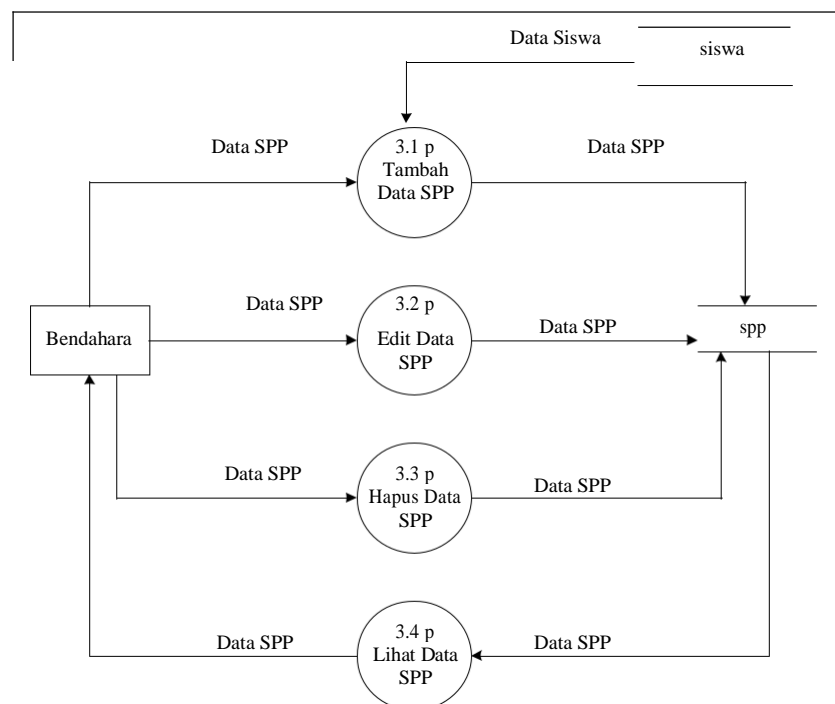 Data Siswa
siswa
Data SPP
3.1 p
Tambah
Data SPP
Data SPP
Data SPP
3.2 p
Edit Data
SPP
Data SPP
Bendahara
spp
Data SPP
3.3 p
Hapus Data
SPP
Data SPP
Data SPP
3.4 p
Lihat Data
SPP
Data SPP